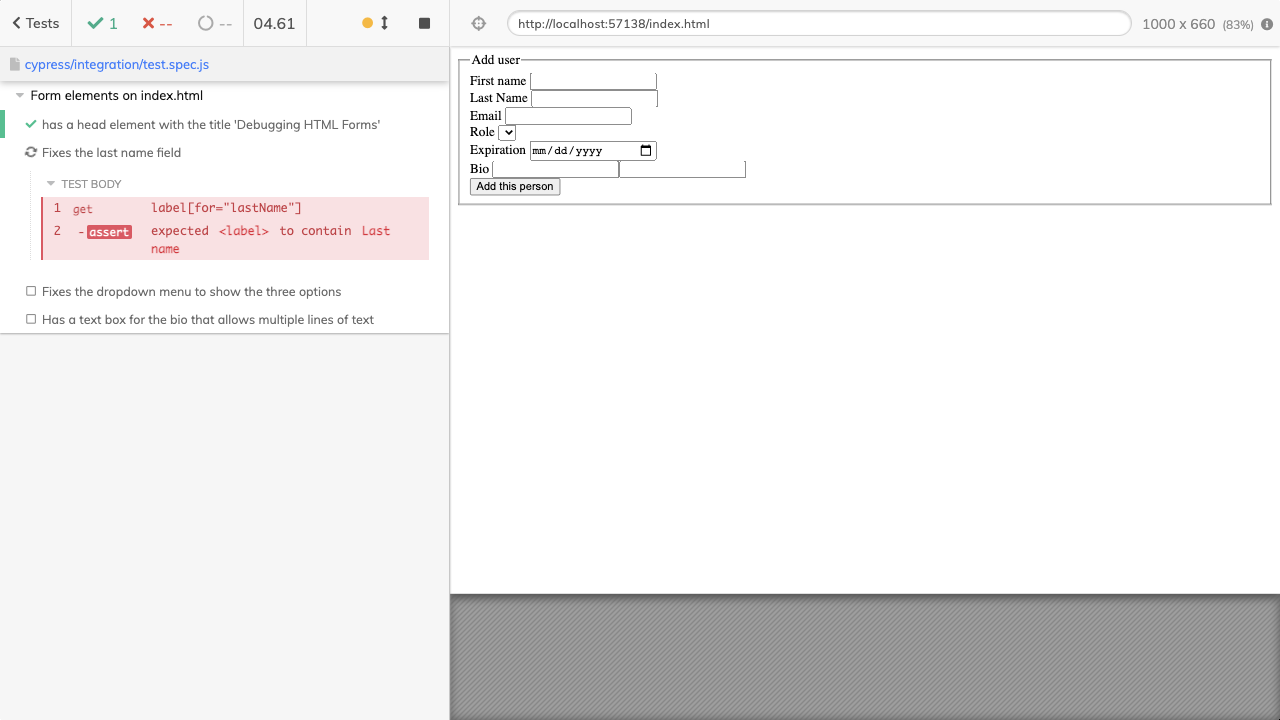 Tests 1 -- -- 04.61
http://localhost:57138/index.html 1000 x 660 (83%)
cypress/integration/test.spec.js
Form elements on index.html
has a head element with the title 'Debugging HTML Forms'
Fixes the last name field
TEST BODY
1 get label[for="lastName"]
2 -assert expected <label> to contain Last
name
Fixes the dropdown menu to show the three options
Has a text box for the bio that allows multiple lines of text
Add user
First name
Last Name
Email
Role
Expiration mm/dd/yyyy
Bio
Add this person